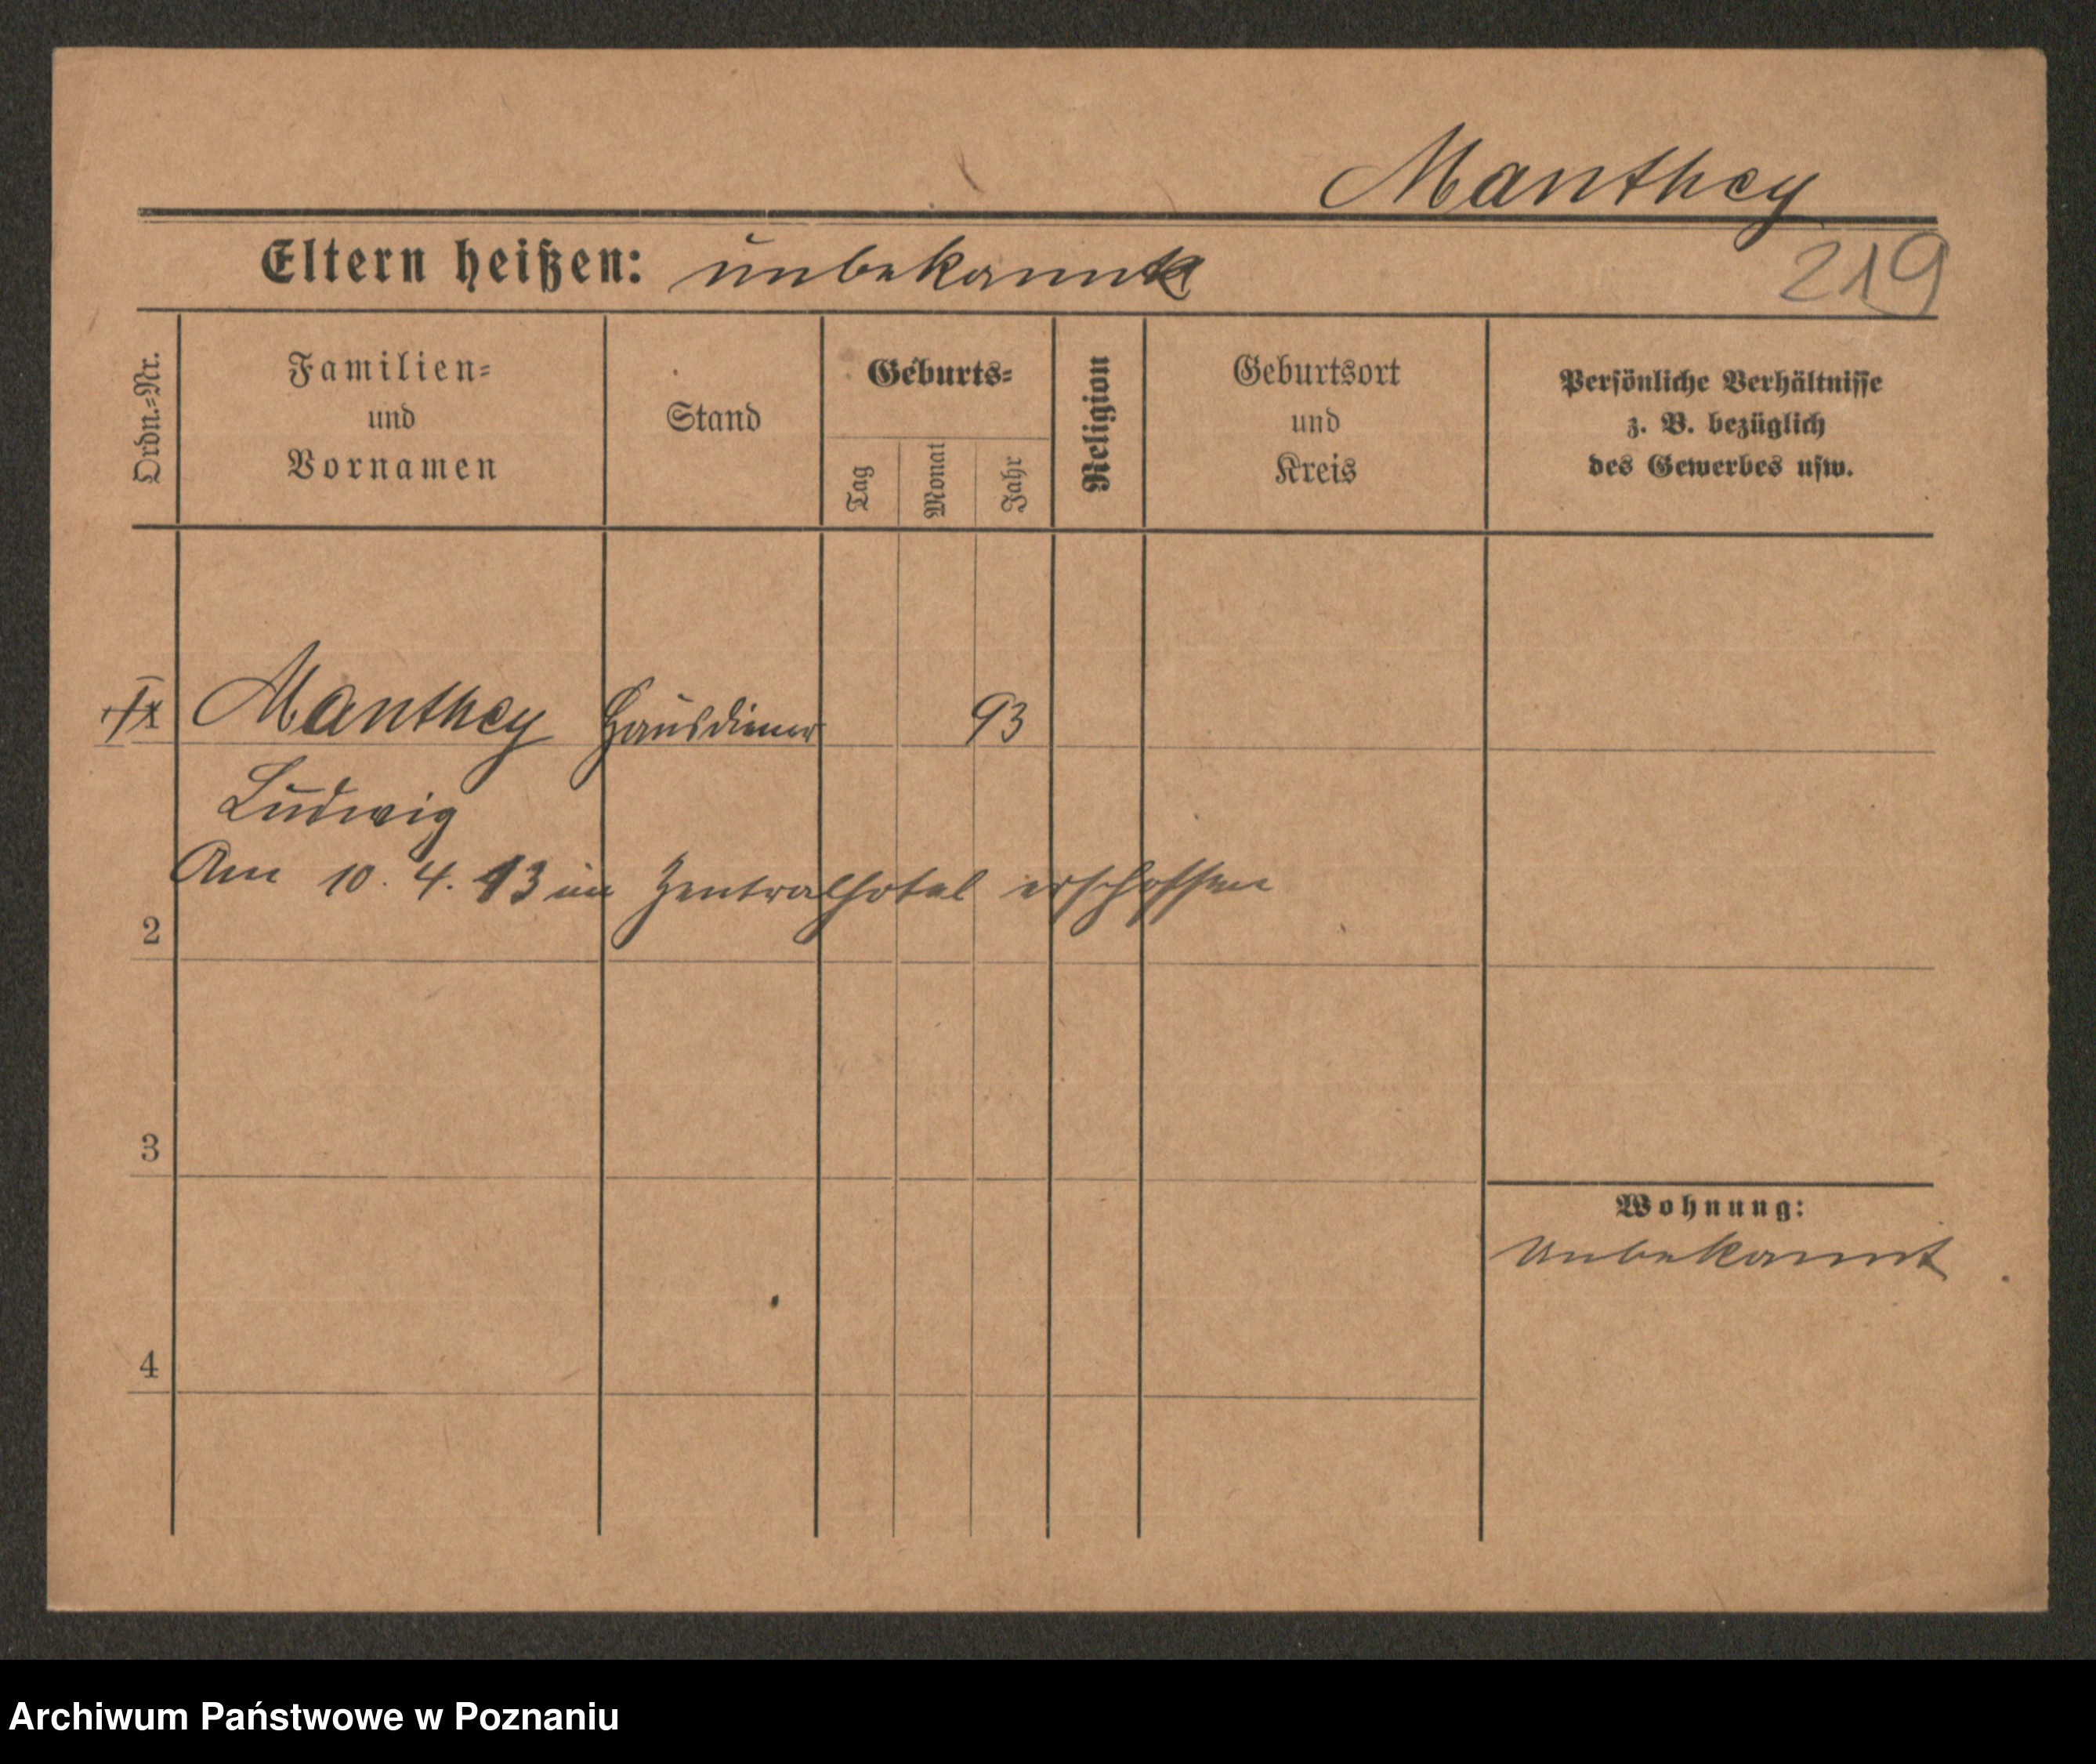 Manthey
Eltern heißen: unbekannt
219
Ordn.=Nr.
Familien=
und
Vornamen
Stand
Geburts=
Tag
Monat
Jahr
Religion
Geburtsort
und
Kreis
Persönliche Verhältnisse
z. B. bezüglich
des Gewerbes usw.
1 Manthey Hausdiener 93
Ludwig
Am 10. 4. 13 im Zentralhotel erschossen
2
3
Wohnung:
Unbekannt
4
Archiwum Państwowe w Poznaniu